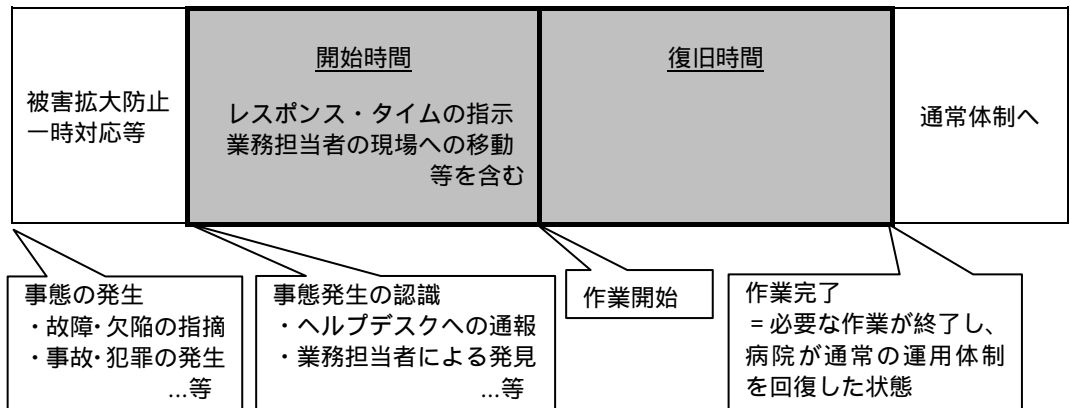 被害拡大防止
一時対応等
開始時間
レスポンス・タイムの指示
業務担当者の現場への移動
等を含む
復旧時間
通常体制へ
事態の発生
・故障・欠陥の指摘
・事故・犯罪の発生
…等
事態発生の認識
・ヘルプデスクへの通報
・業務担当者による発見
…等
作業開始
作業完了
=必要な作業が終了し、
病院が通常の運用体制
を回復した状態